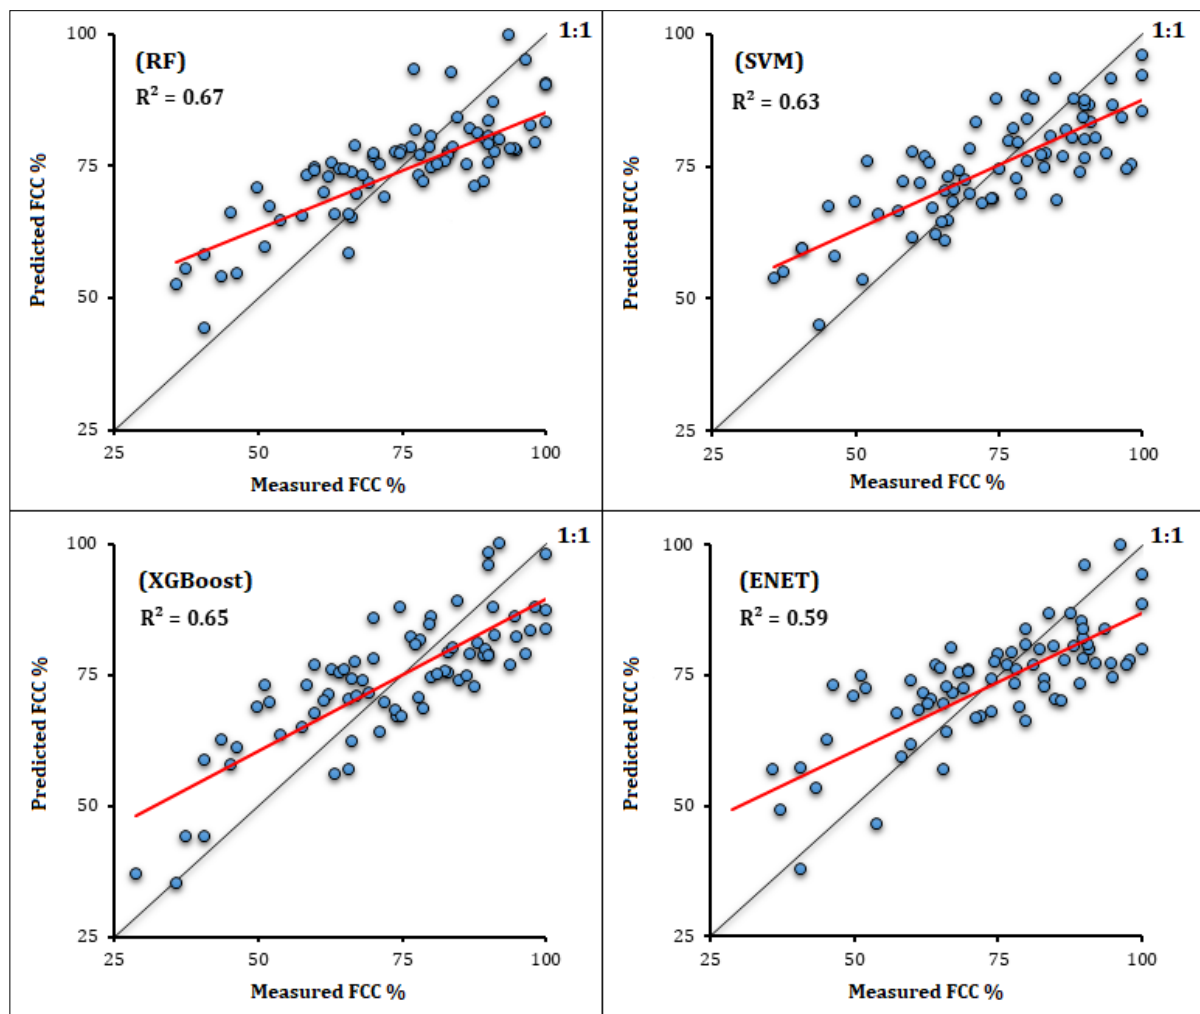 (RF)
R² = 0.67
1:1
100
75
50
25
25 50 75 100
Predicted FCC %
Measured FCC %
(SVM)
R² = 0.63
1:1
100
75
50
25
25 50 75 100
Predicted FCC %
Measured FCC %
(XGBoost)
R² = 0.65
1:1
100
75
50
25
25 50 75 100
Predicted FCC %
Measured FCC %
(ENET)
R² = 0.59
1:1
100
75
50
25
25 50 75 100
Predicted FCC %
Measured FCC %